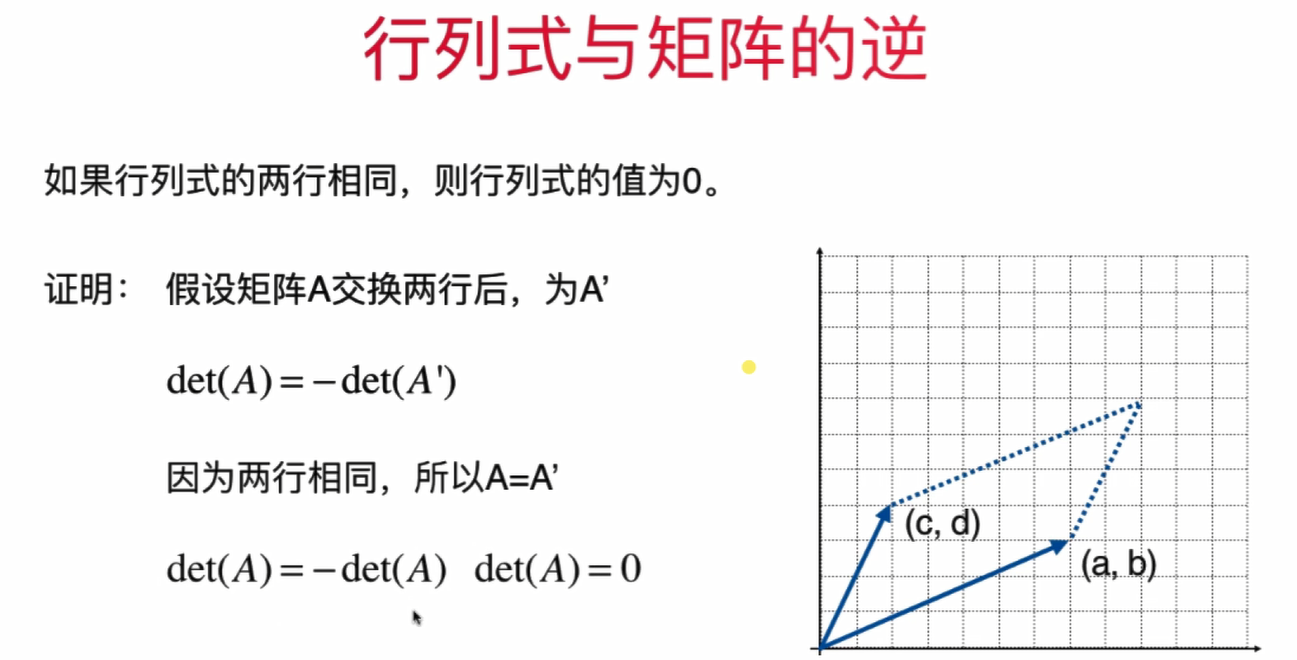 行列式与矩阵的逆
如果行列式的两行相同，则行列式的值为0。
证明： 假设矩阵A交换两行后，为A’
det(A) = −det(A')
因为两行相同，所以A=A’
det(A) = −det(A) det(A) = 0
(c, d)
(a, b)